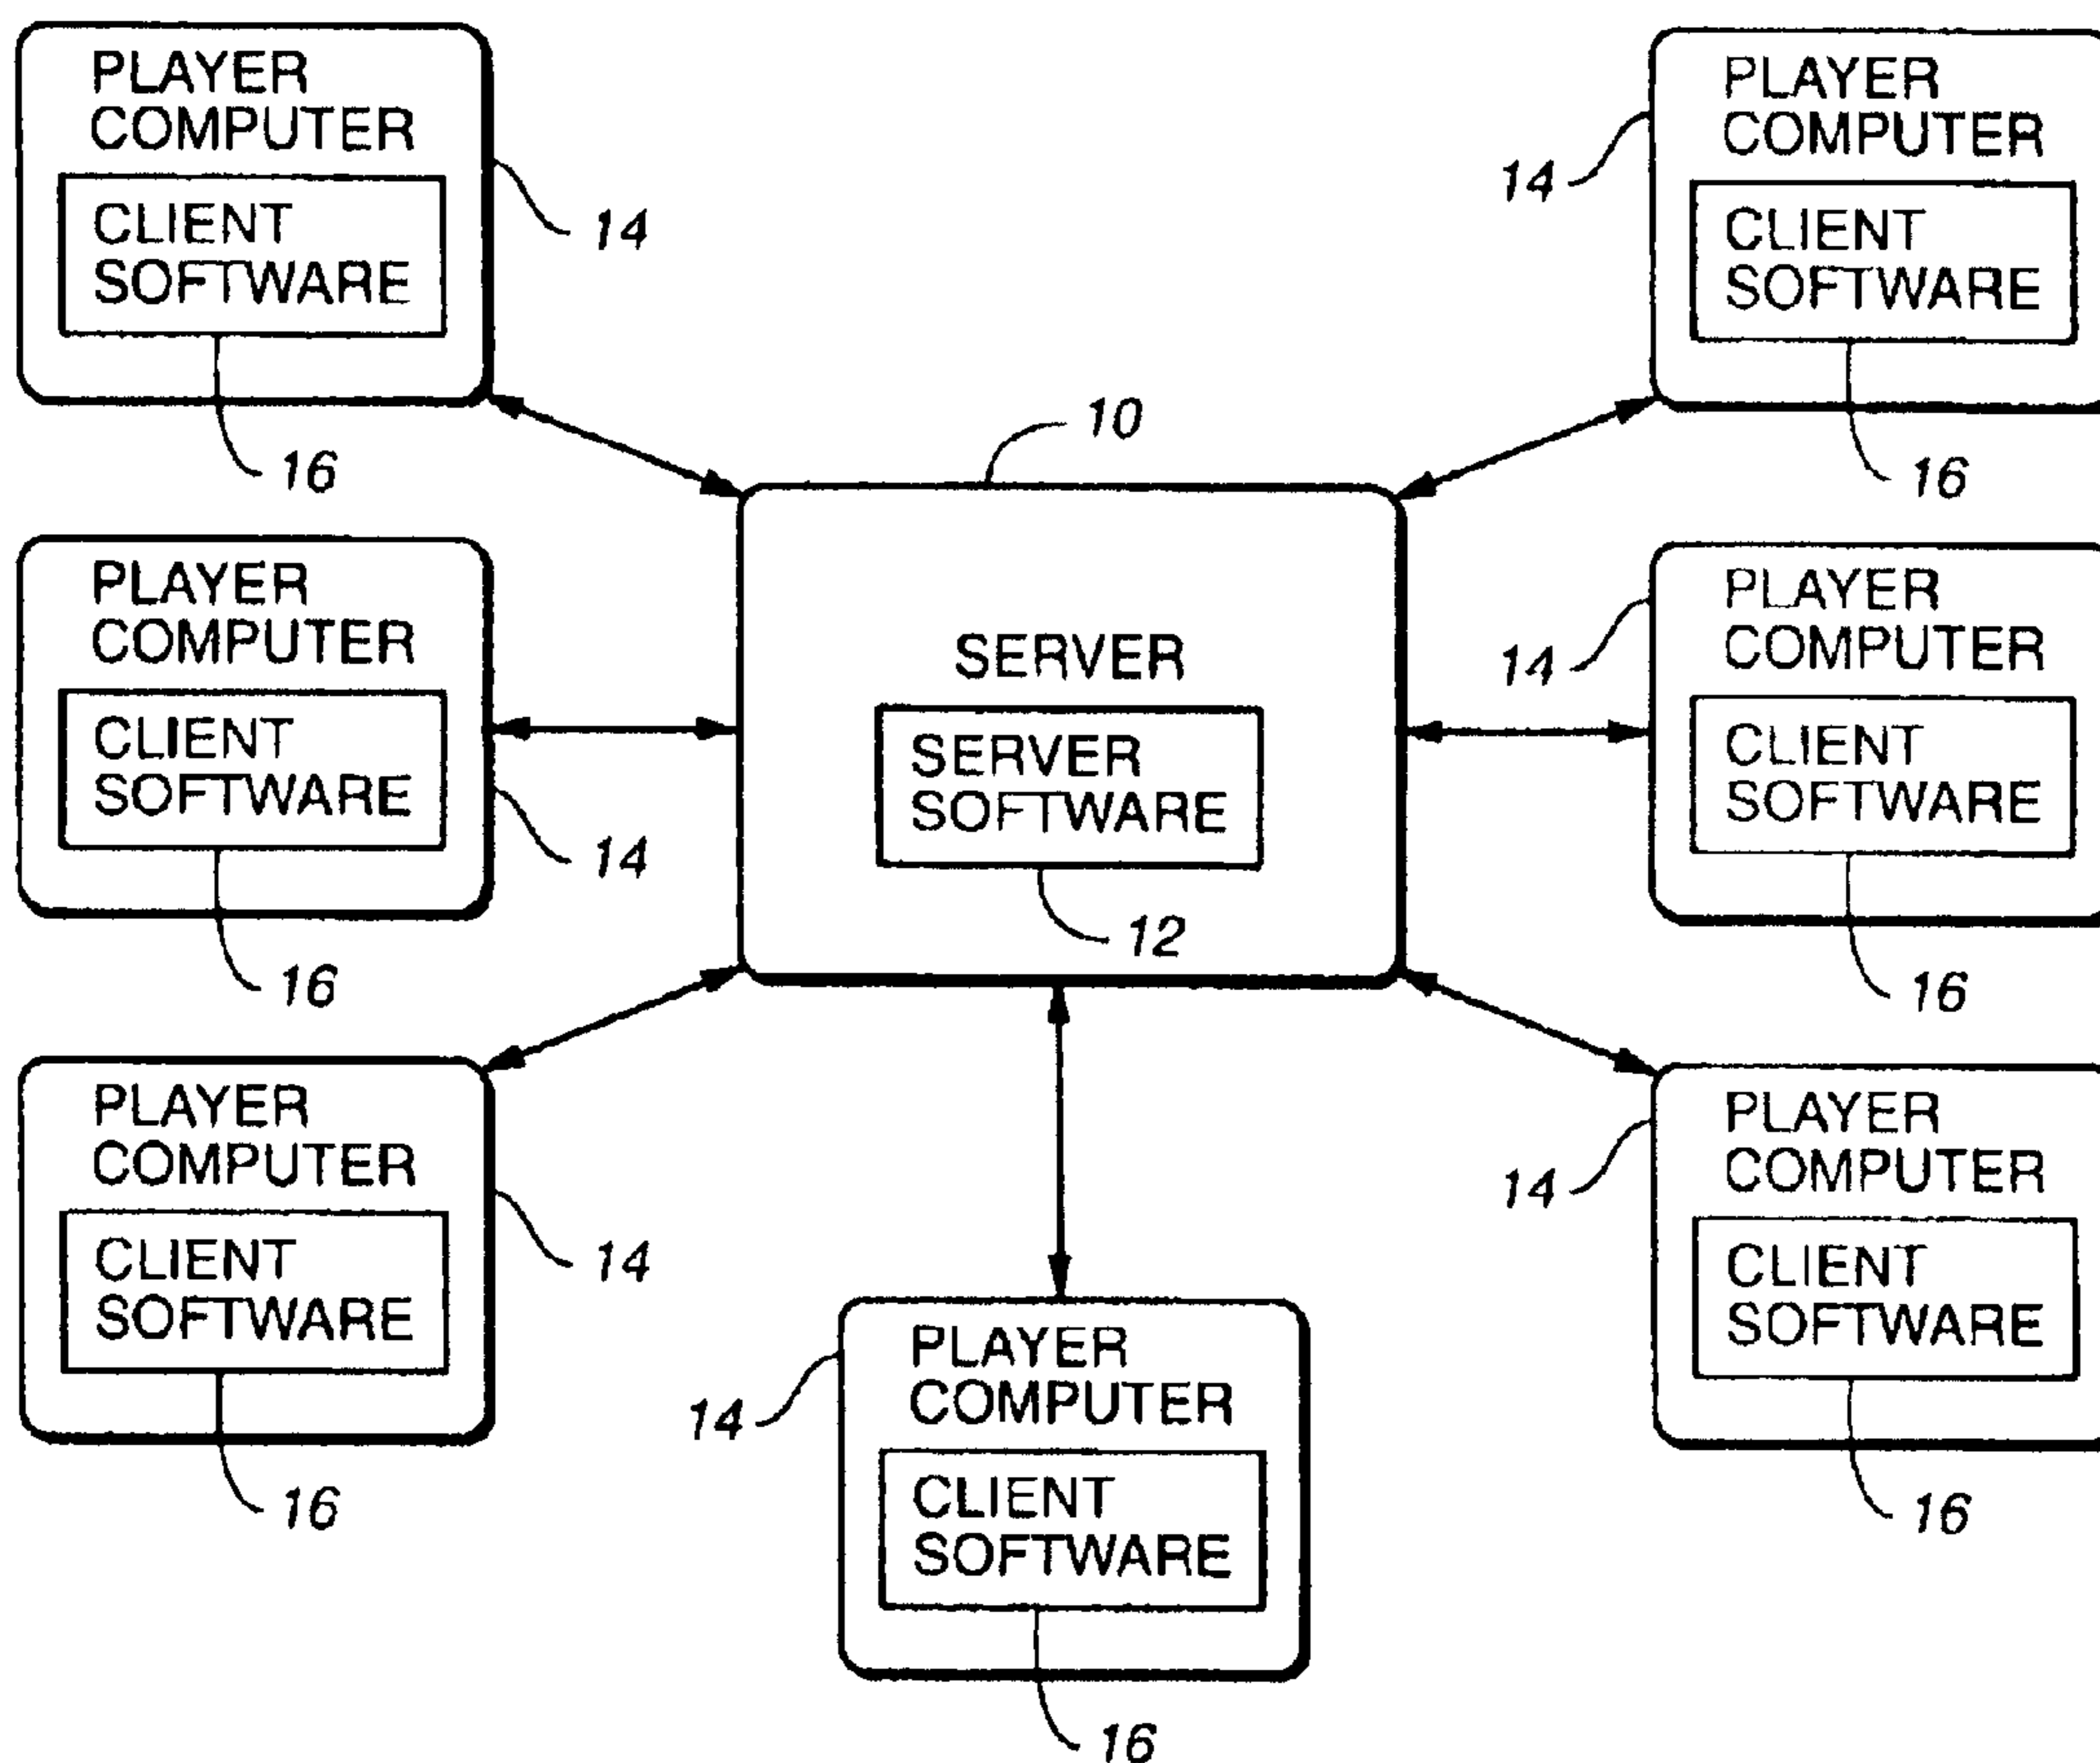 PLAYER
COMPUTER
CLIENT
SOFTWARE
14
16
PLAYER
COMPUTER
14
CLIENT
SOFTWARE
16
10
PLAYER
COMPUTER
CLIENT
SOFTWARE
14
16
SERVER
SERVER
SOFTWARE
12
PLAYER
COMPUTER
14
CLIENT
SOFTWARE
16
PLAYER
COMPUTER
14
CLIENT
SOFTWARE
16
PLAYER
COMPUTER
14
CLIENT
SOFTWARE
16
PLAYER
COMPUTER
14
CLIENT
SOFTWARE
16